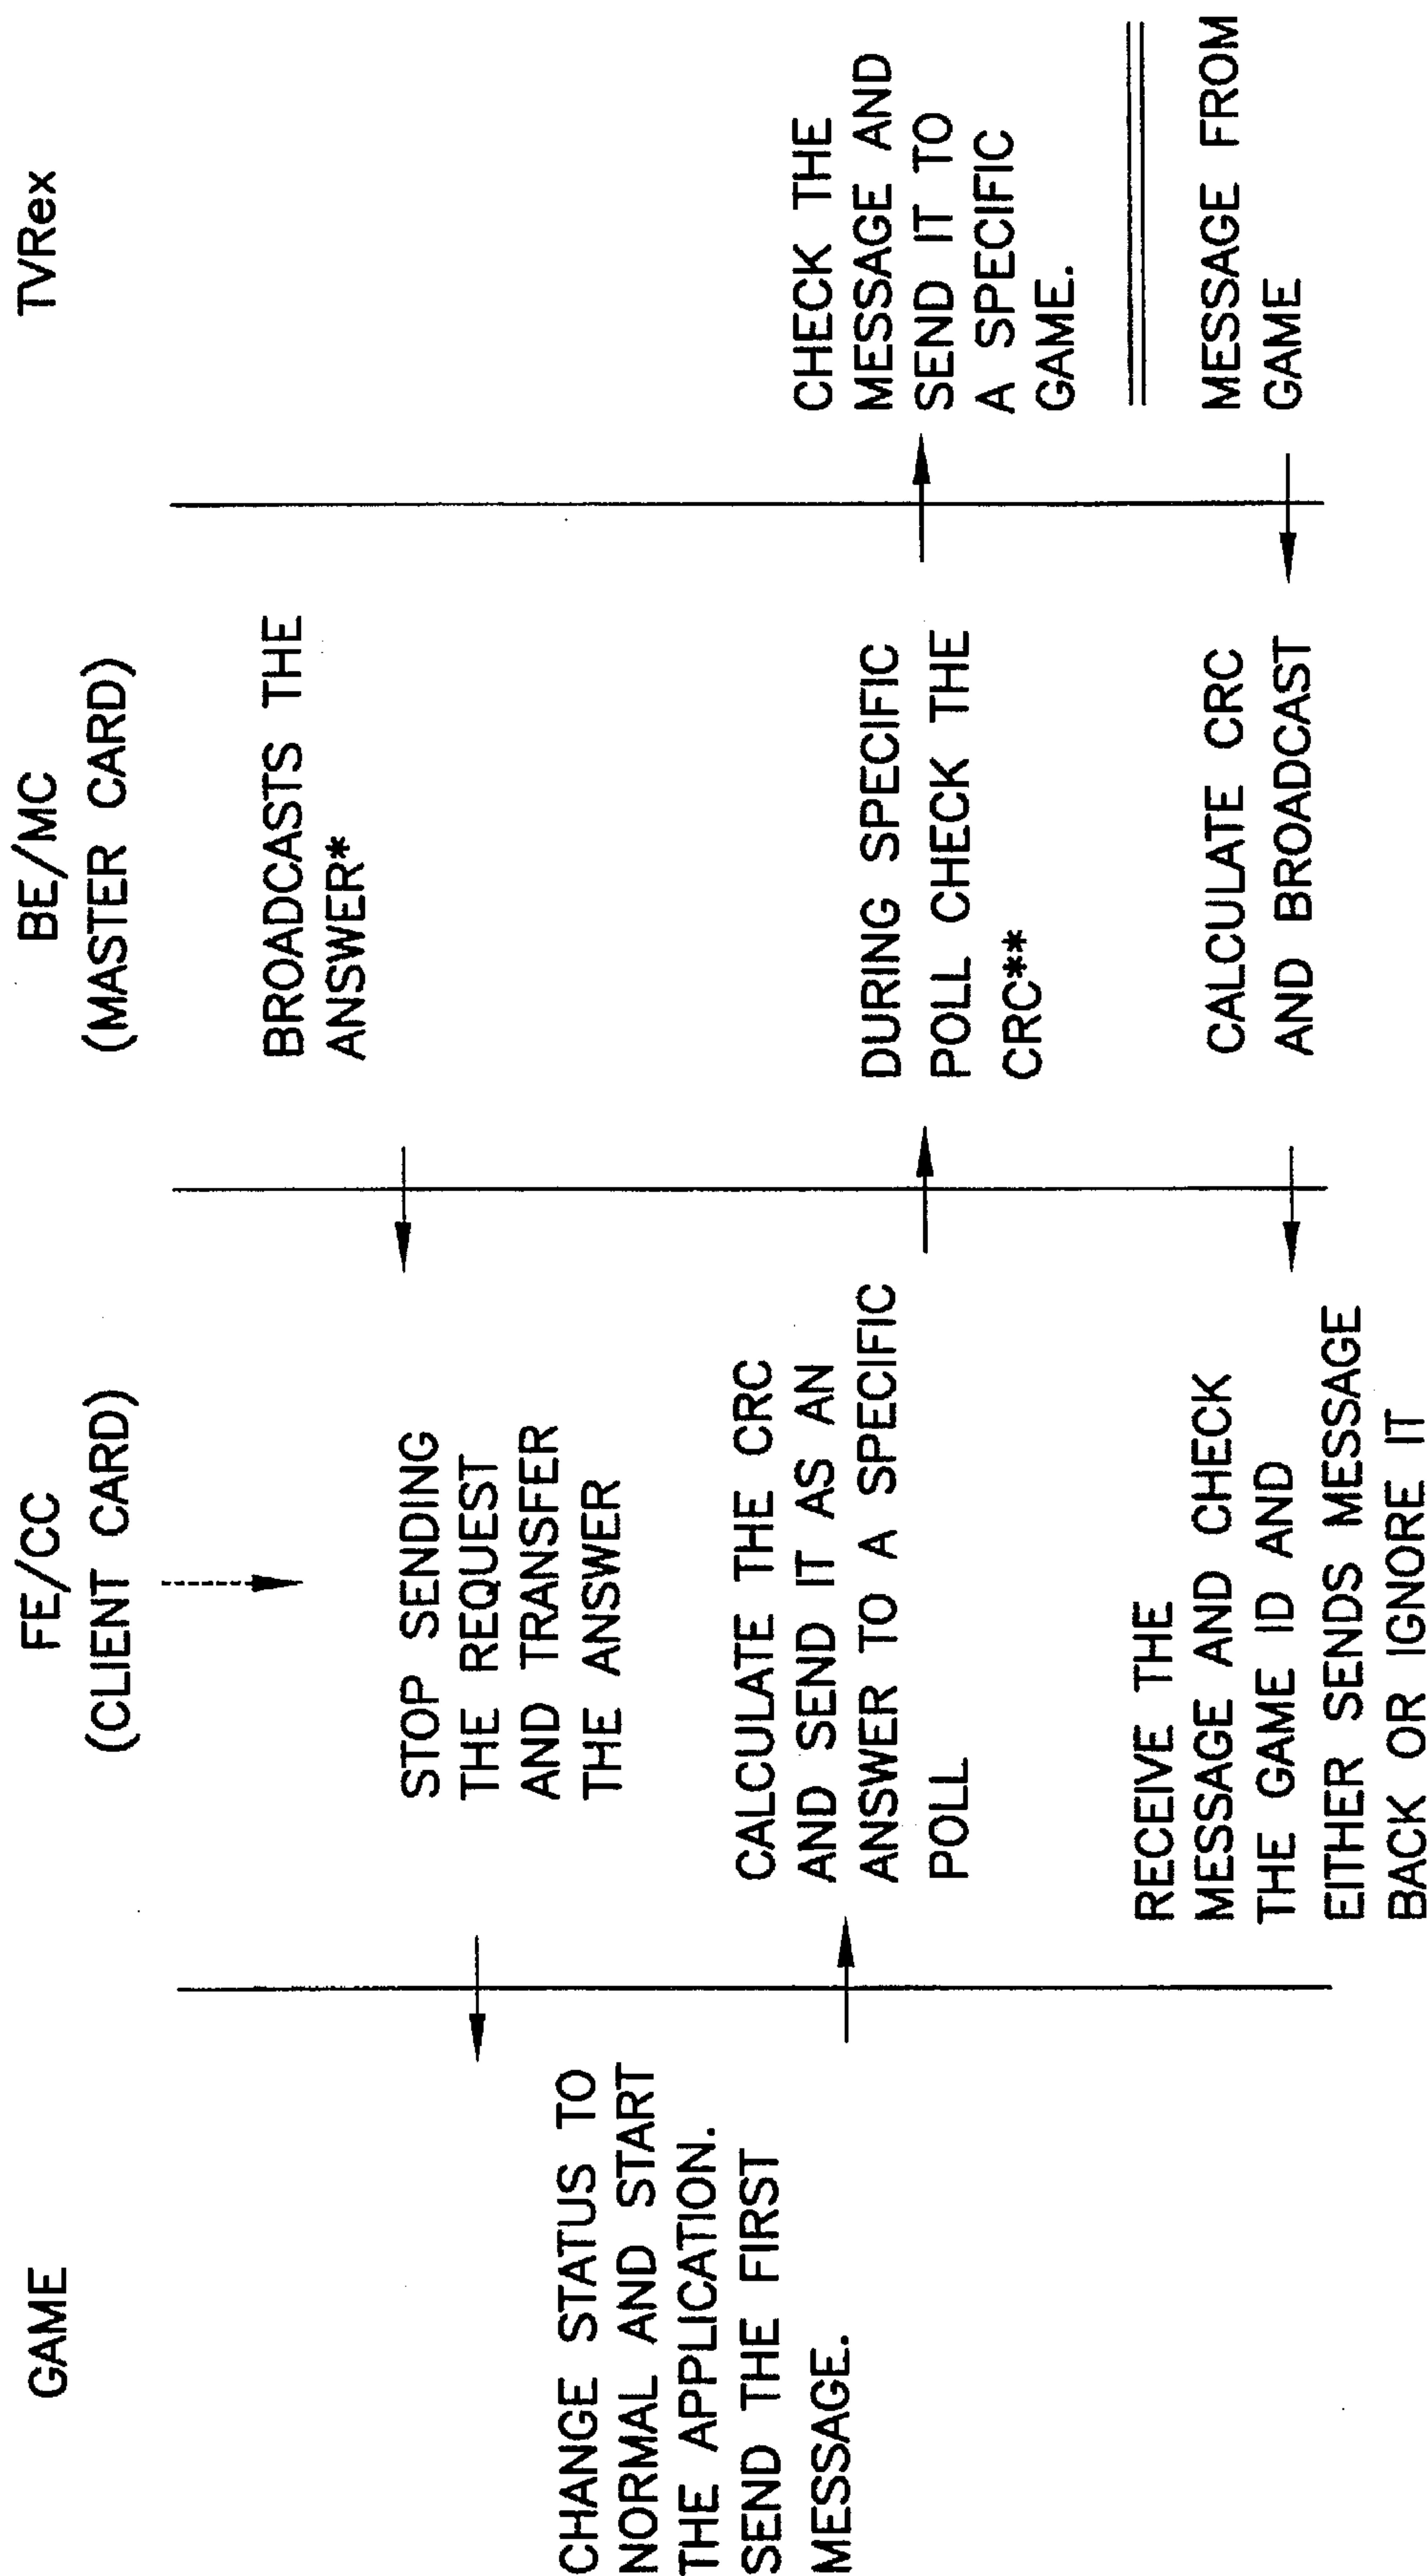 GAME
FE/CC
(CLIENT CARD)
BE/MC
(MASTER CARD)
TVRex
BROADCASTS THE
ANSWER*
STOP SENDING
THE REQUEST
AND TRANSFER
THE ANSWER
CHANGE STATUS TO
NORMAL AND START
THE APPLICATION.
SEND THE FIRST
MESSAGE.
CALCULATE THE CRC
AND SEND IT AS AN
ANSWER TO A SPECIFIC
POLL
DURING SPECIFIC
POLL CHECK THE
CRC**
CHECK THE
MESSAGE AND
SEND IT TO
A SPECIFIC
GAME.
MESSAGE FROM
GAME
CALCULATE CRC
AND BROADCAST
RECEIVE THE
MESSAGE AND CHECK
THE GAME ID AND
EITHER SENDS MESSAGE
BACK OR IGNORE IT